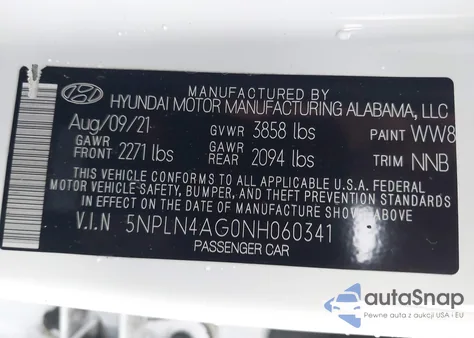 MANUFACTURED BY
HYUNDAI MOTOR MANUFACTURING ALABAMA, LLC
Aug/09/21 GVWR 3858 lbs PAINT WW8
GAWR FRONT 2271 lbs GAWR REAR 2094 lbs TRIM NNB
THIS VEHICLE CONFORMS TO ALL APPLICABLE U.S.A. FEDERAL
MOTOR VEHICLE SAFETY, BUMPER, AND THEFT PREVENTION STANDARDS
IN EFFECT ON THE DATE OF MANUFACTURE SHOWN ABOVE.
V.I.N 5NPLN4AG0NH060341
PASSENGER CAR
autoSnap
Pewne auta z aukcji USA i EU